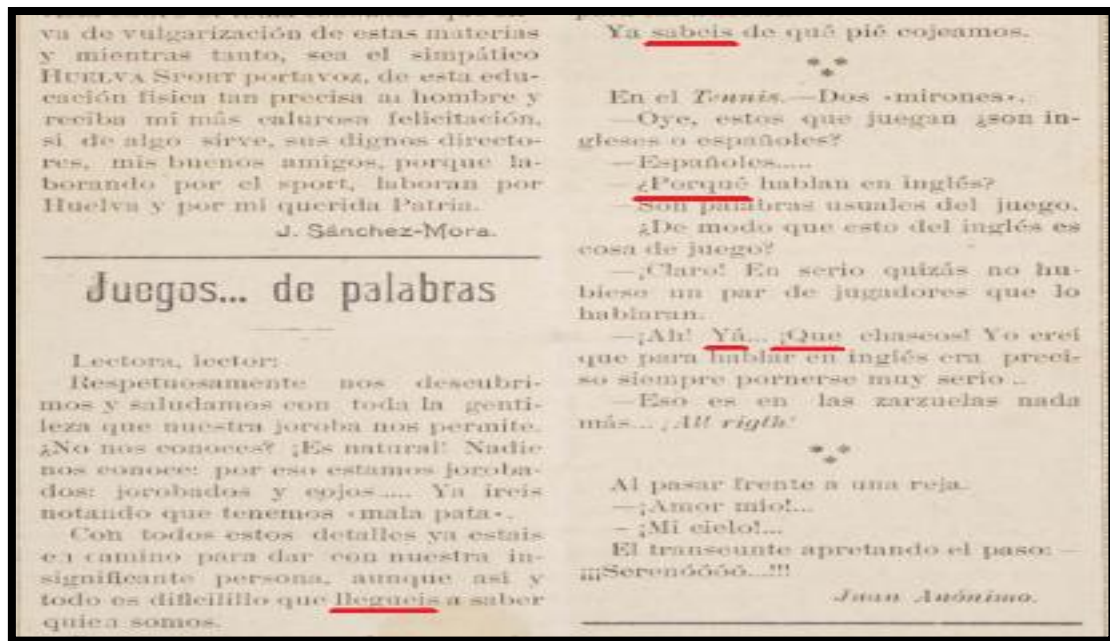 va de vulgarización de estas materias
y mientras tanto, sea el simpático
HUELVA SPORT portavoz, de esta edu-
cación fisica tan precisa al hombre y
reciba mi más calurosa felicitación,
si de algo sirve, sus dignos directo-
res, mis buenos amigos, porque la-
borando por el sport, laboran por
Huelva y por mi querida Patria.
J. Sánchez-Mora.
Juegos... de palabras
Lectora, lector:
Respetuosamente nos descubri-
mos y saludamos con toda la genti-
leza que nuestra joroba nos permite.
¿No nos conoces? ¡Es natural! Nadie
nos conoce: por eso estamos joroba-
dos: jorobados y cojos..... Ya ireis
notando que tenemos «mala pata».
Con todos estos detalles ya estais
en camino para dar con nuestra in-
significante persona, aunque asi y
todo es dificilillo que llegueis a saber
quien somos.
Ya sabeis de qué pié cojeamos.
En el Tennis.—Dos «mirones».
—Oye, estos que juegan ¿son in-
gleses o españoles?
—Españoles.....
—¿Porqué hablan en inglés?
—Son palabras usuales del juego.
¿De modo que esto del inglés es
cosa de juego?
—¡Claro! En serio quizás no hu-
biese un par de jugadores que lo
hablaran.
—¡Ah! Yá... ¡Que chascos! Yo crei
que para hablar en inglés era preci-
so siempre pornerse muy serio...
—Eso es en las zarzuelas nada
más... ¡All rigth!
Al pasar frente a una reja.
—¡Amor mio!...
—¡Mi cielo!...
El transeunte apretando el paso: —
¡¡¡Serenóóóó...!!!
Juan Anónimo.